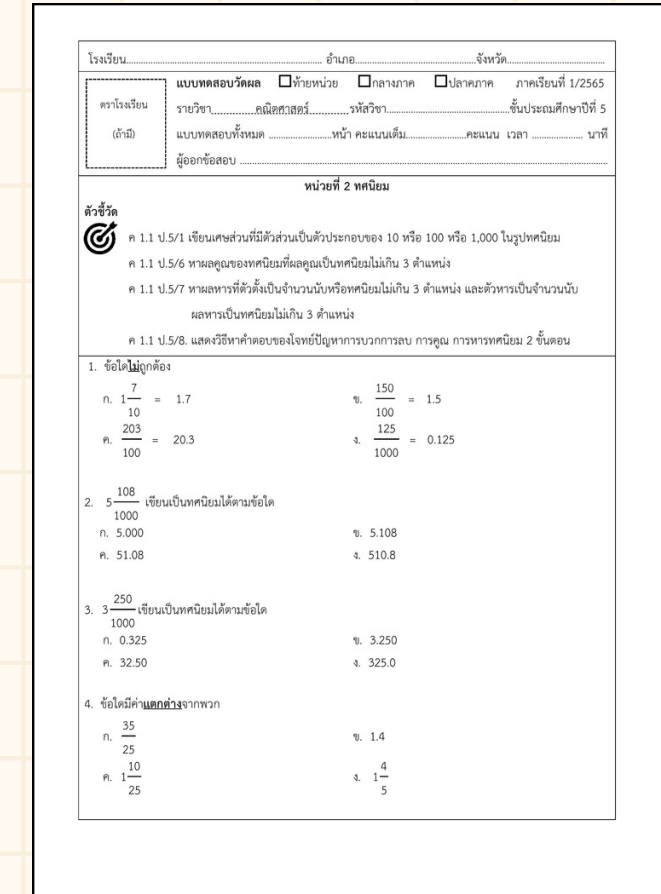 โรงเรียน.................................................................... อำเภอ..........................................จังหวัด..................................
แบบทดสอบวัดผล ☐ท้ายหน่วย ☐กลางภาค ☐ปลาคภาค ภาคเรียนที่ 1/2565
ตราโรงเรียน
(ถ้ามี)
รายวิชา...............คณิตศาสตร์.............รหัสวิชา...........................................ชั้นประถมศึกษาปีที่ 5
แบบทดสอบทั้งหมด .....................หน้า คะแนนเต็ม.....................คะแนน เวลา .................. นาที
ผู้ออกข้อสอบ ................................................................................................................................
หน่วยที่ 2 ทศนิยม
ตัวชี้วัด
ค 1.1 ป.5/1 เขียนเศษส่วนที่มีตัวส่วนเป็นตัวประกอบของ 10 หรือ 100 หรือ 1,000 ในรูปทศนิยม
ค 1.1 ป.5/6 หาผลคูณของทศนิยมที่ผลคูณเป็นทศนิยมไม่เกิน 3 ตำแหน่ง
ค 1.1 ป.5/7 หาผลหารที่ตัวตั้งเป็นจำนวนนับหรือทศนิยมไม่เกิน 3 ตำแหน่ง และตัวหารเป็นจำนวนนับ
ผลหารเป็นทศนิยมไม่เกิน 3 ตำแหน่ง
ค 1.1 ป.5/8. แสดงวิธีหาคำตอบของโจทย์ปัญหาการบวกการลบ การคูณ การหารทศนิยม 2 ขั้นตอน
1. ข้อใดไม่ถูกต้อง
ก. 1 7/10 = 1.7 ข. 150/100 = 1.5
ค. 203/100 = 20.3 ง. 125/1000 = 0.125
2. 5 108/1000 เขียนเป็นทศนิยมได้ตามข้อใด
ก. 5.000 ข. 5.108
ค. 51.08 ง. 510.8
3. 3 250/1000 เขียนเป็นทศนิยมได้ตามข้อใด
ก. 0.325 ข. 3.250
ค. 32.50 ง. 325.0
4. ข้อใดมีค่าแตกต่างจากพวก
ก. 35/25 ข. 1.4
ค. 1 10/25 ง. 1 4/5